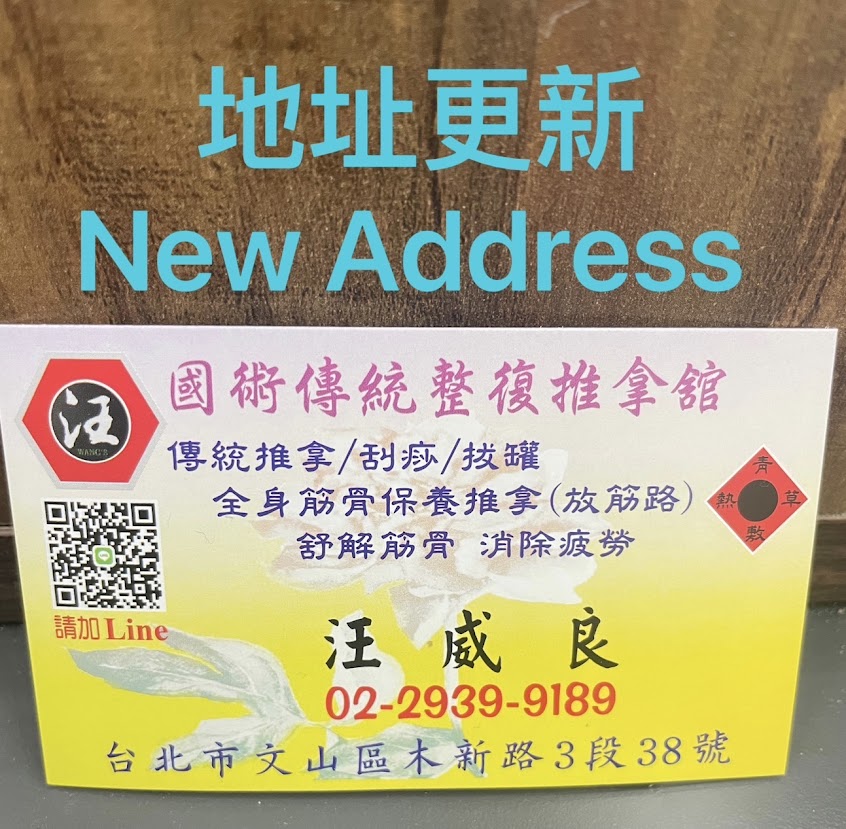 地址更新
New Address
國術傳統整復推拿舘
汪
WANG'S
傳統推拿/刮痧/拔罐
全身筋骨保養推拿(放筋路)
舒解筋骨 消除疲勞
青草
熱敷
請加Line
汪威良
02-2939-9189
台北市文山區木新路3段38號